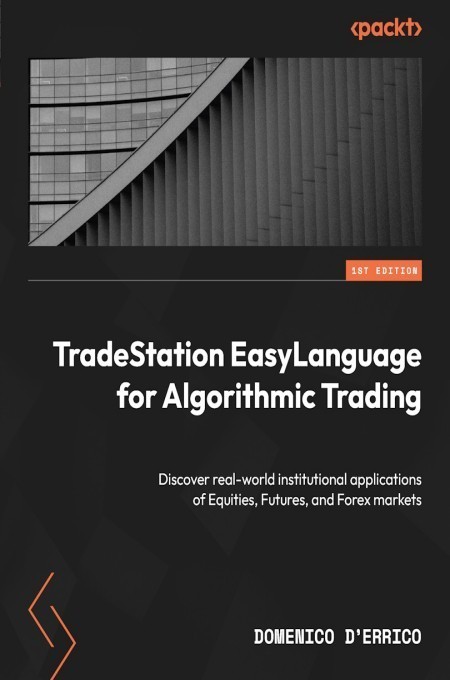 <packt>
1ST EDITION
TradeStation EasyLanguage
for Algorithmic Trading
Discover real-world institutional applications
of Equities, Futures, and Forex markets
DOMENICO D'ERRICO